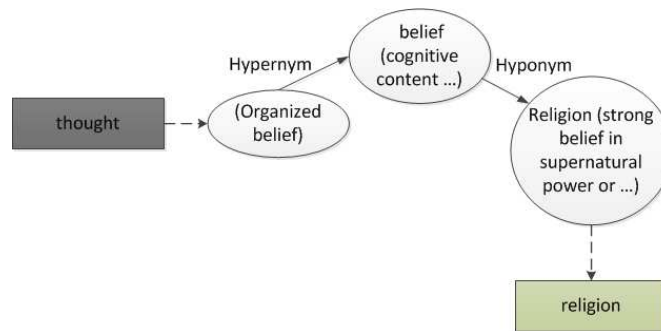 thought
(Organized
belief)
Hypernym
belief
(cognitive
content ...)
Hyponym
Religion (strong
belief in
supernatural
power or ...)
religion